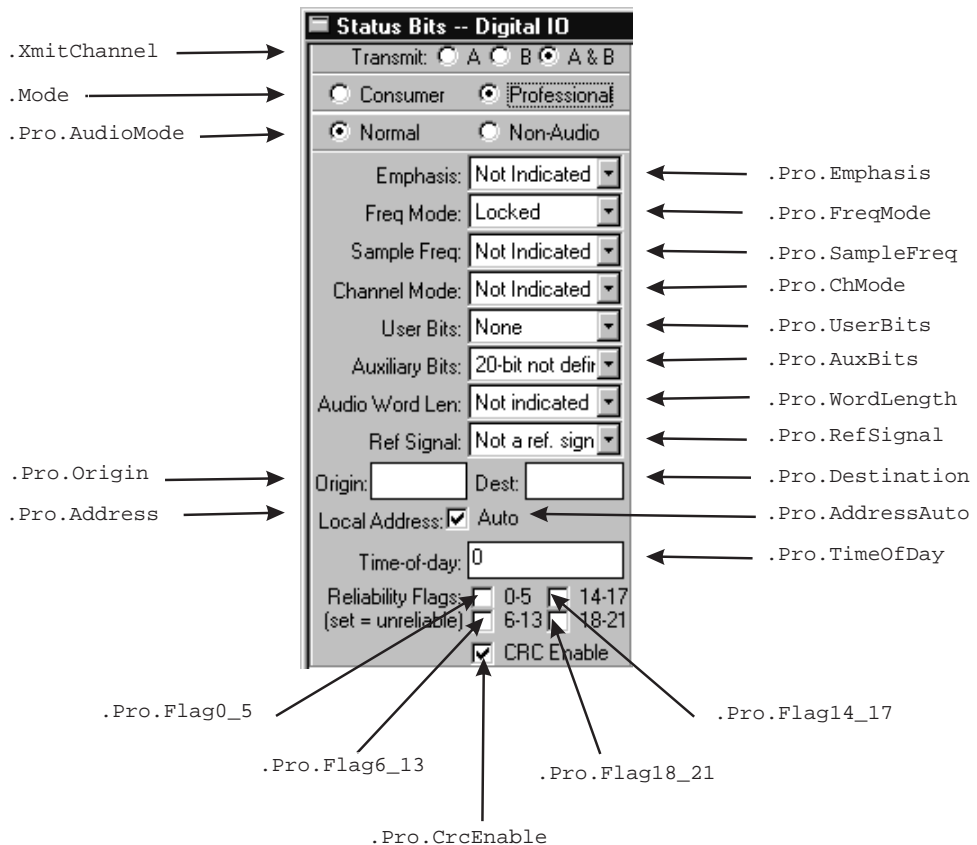 Status Bits -- Digital IO
.XmitChannel
Transmit: A B A & B
.Mode
Consumer Professional
.Pro.AudioMode
Normal Non-Audio
Emphasis: Not Indicated
.Pro.Emphasis
Freq Mode: Locked
.Pro.FreqMode
Sample Freq: Not Indicated
.Pro.SampleFreq
Channel Mode: Not Indicated
.Pro.ChMode
User Bits: None
.Pro.UserBits
Auxiliary Bits: 20-bit not defir
.Pro.AuxBits
Audio Word Len: Not indicated
.Pro.WordLength
Ref Signal: Not a ref. sign
.Pro.RefSignal
.Pro.Origin
Origin: Dest:
.Pro.Destination
.Pro.Address
Local Address: Auto
.Pro.AddressAuto
Time-of-day: 0
.Pro.TimeOfDay
Reliability Flags: 0-5 14-17
(set = unreliable) 6-13 18-21
CRC Enable
.Pro.Flag0_5
.Pro.Flag14_17
.Pro.Flag6_13
.Pro.Flag18_21
.Pro.CrcEnable